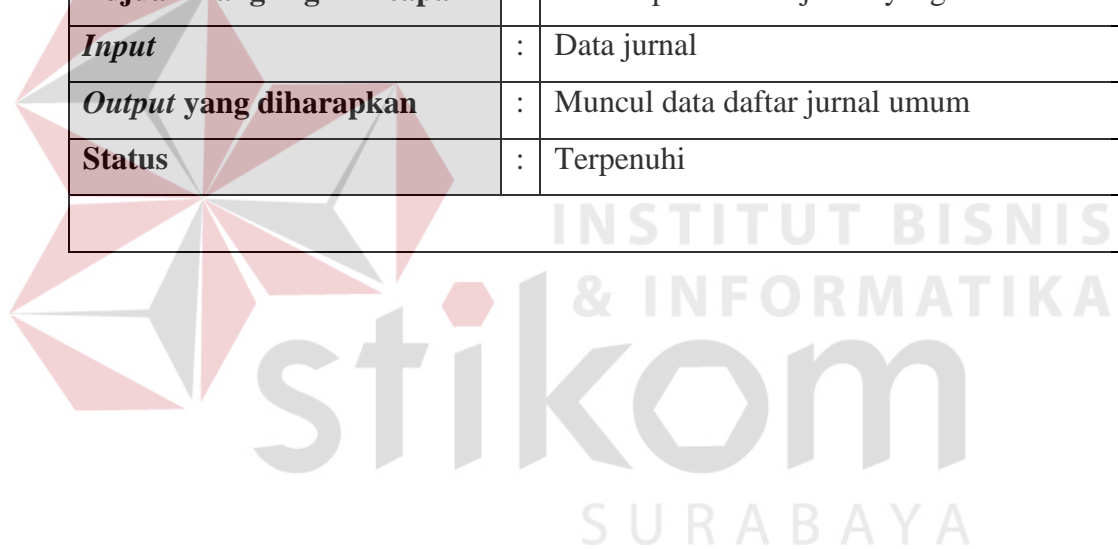 Input : Data jurnal
Output yang diharapkan : Muncul data daftar jurnal umum
Status : Terpenuhi
INSTITUT BISNIS
& INFORMATIKA
stikom
SURABAYA